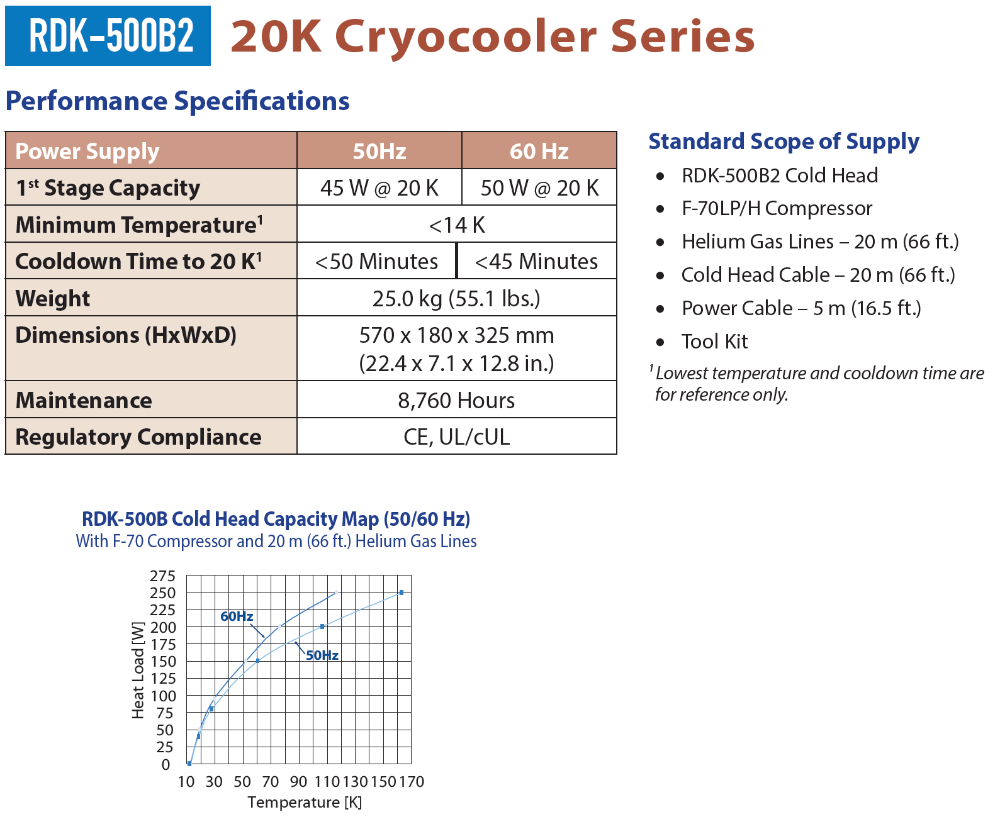 RDK–500B2 20K Cryocooler Series
Performance Specifications
Power Supply 50Hz 60 Hz
1st Stage Capacity 45 W @ 20 K 50 W @ 20 K
Minimum Temperature1 <14 K
Cooldown Time to 20 K1 <50 Minutes <45 Minutes
Weight 25.0 kg (55.1 lbs.)
Dimensions (HxWxD) 570 x 180 x 325 mm
(22.4 x 7.1 x 12.8 in.)
Maintenance 8,760 Hours
Regulatory Compliance CE, UL/cUL
Standard Scope of Supply
• RDK-500B2 Cold Head
• F-70LP/H Compressor
• Helium Gas Lines – 20 m (66 ft.)
• Cold Head Cable – 20 m (66 ft.)
• Power Cable – 5 m (16.5 ft.)
• Tool Kit
1 Lowest temperature and cooldown time are
for reference only.
RDK-500B Cold Head Capacity Map (50/60 Hz)
With F-70 Compressor and 20 m (66 ft.) Helium Gas Lines
Heat Load [W]
275
250
225
200
175
150
125
100
75
50
25
0
60Hz
50Hz
10 30 50 70 90 110 130 150 170
Temperature [K]